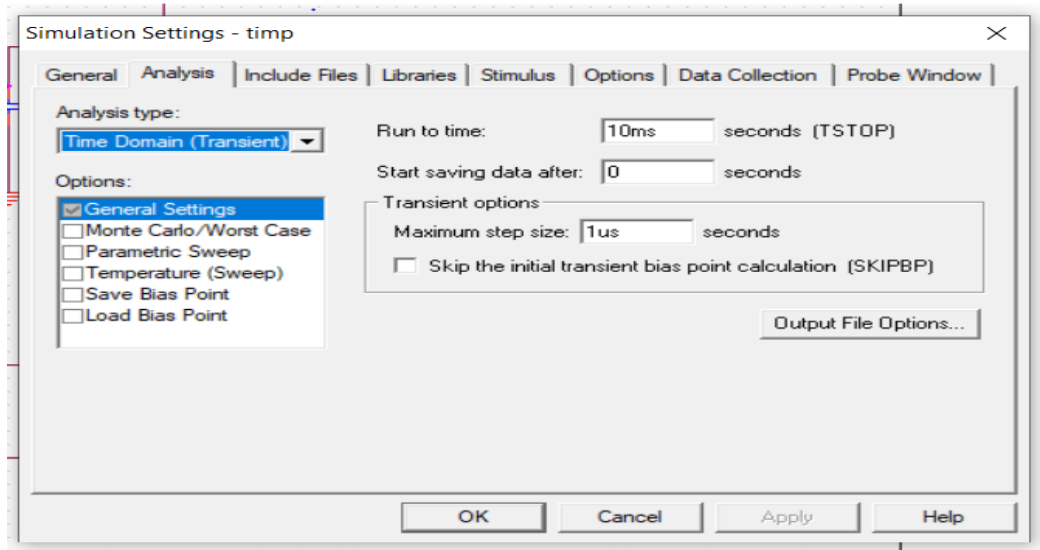 Simulation Settings - timp
General Analysis Include Files Libraries Stimulus Options Data Collection Probe Window
Analysis type:
Time Domain (Transient)
Run to time: 10ms seconds (TSTOP)
Start saving data after: 0 seconds
Options:
General Settings
Monte Carlo/Worst Case
Parametric Sweep
Temperature (Sweep)
Save Bias Point
Load Bias Point
Transient options
Maximum step size: 1us seconds
Skip the initial transient bias point calculation (SKIPBP)
Output File Options...
OK Cancel Apply Help